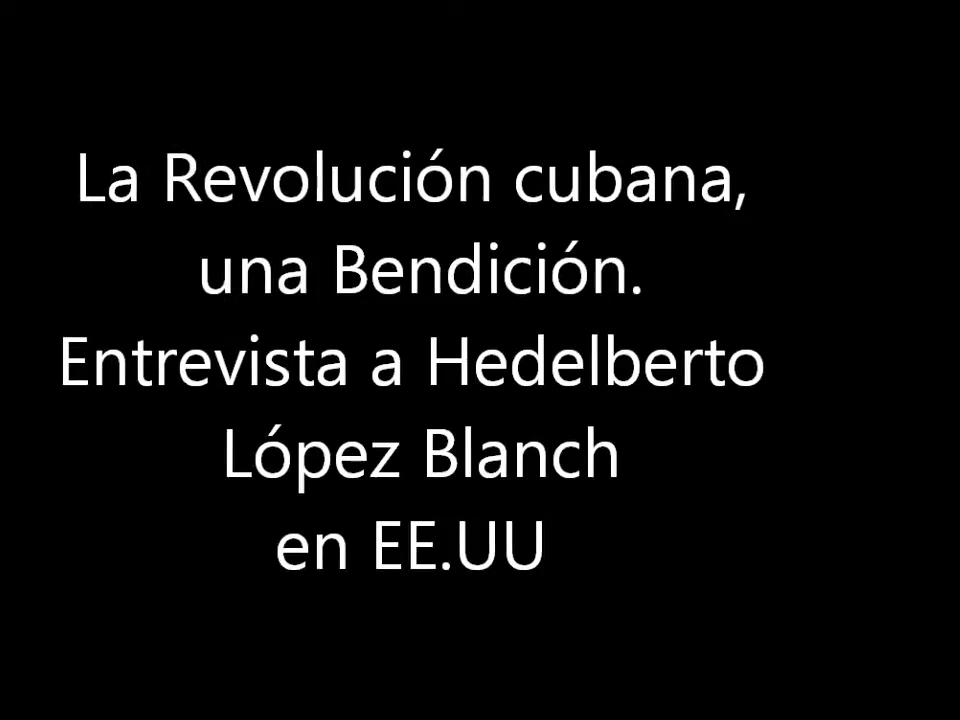 La Revolución cubana,
una Bendición.
Entrevista a Hedelberto
López Blanch
en EE.UU